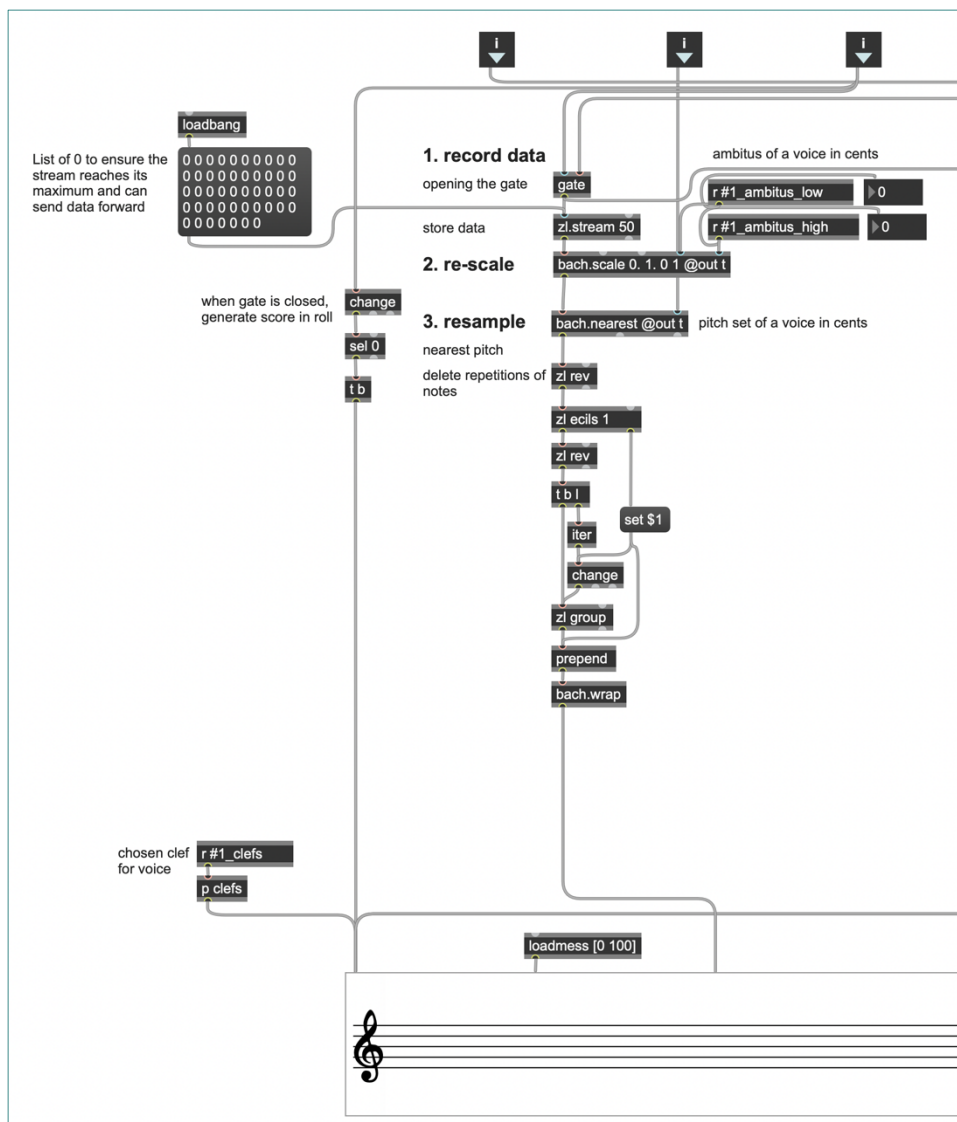 i
i
i
loadbang
List of 0 to ensure the
stream reaches its
maximum and can
send data forward
0 0 0 0 0 0 0 0 0 0
0 0 0 0 0 0 0 0 0 0
0 0 0 0 0 0 0 0 0 0
0 0 0 0 0 0 0 0 0 0
0 0 0 0 0 0 0
1. record data
ambitus of a voice in cents
opening the gate
gate
r #1_ambitus_low
0
store data
zl.stream 50
r #1_ambitus_high
0
2. re-scale
bach.scale 0. 1. 0 1 @out t
when gate is closed,
generate score in roll
change
3. resample
bach.nearest @out t
pitch set of a voice in cents
sel 0
nearest pitch
t b
delete repetitions of
notes
zl rev
zl ecils 1
zl rev
t b l
set $1
iter
change
zl group
prepend
bach.wrap
chosen clef
for voice
r #1_clefs
p clefs
loadmess [0 100]